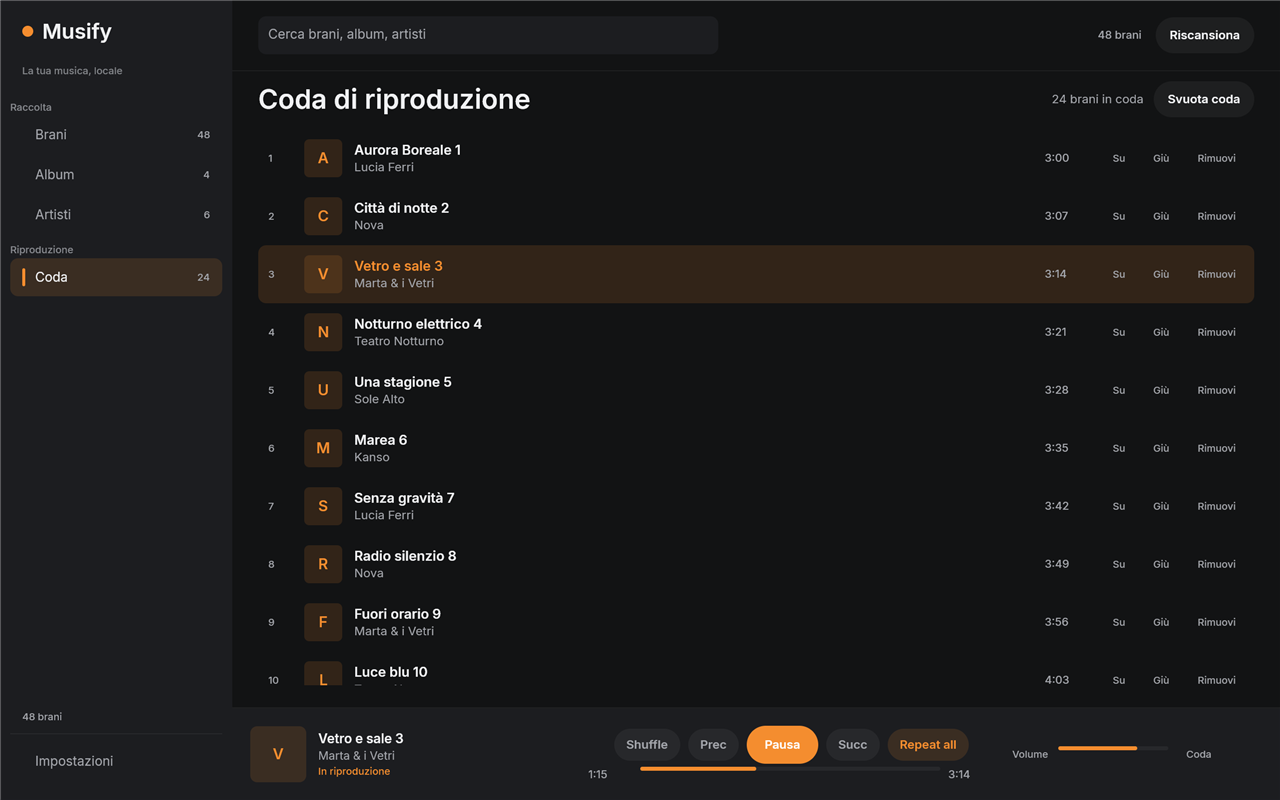 Musify
La tua musica, locale
Raccolta
Brani 48
Album 4
Artisti 6
Riproduzione
Coda 24
48 brani
Impostazioni
Cerca brani, album, artisti
48 brani
Riscansiona
Coda di riproduzione
24 brani in coda
Svuota coda
1 A Aurora Boreale 1 3:00 Su Giù Rimuovi
Lucia Ferri
2 C Città di notte 2 3:07 Su Giù Rimuovi
Nova
3 V Vetro e sale 3 3:14 Su Giù Rimuovi
Marta & i Vetri
4 N Notturno elettrico 4 3:21 Su Giù Rimuovi
Teatro Notturno
5 U Una stagione 5 3:28 Su Giù Rimuovi
Sole Alto
6 M Marea 6 3:35 Su Giù Rimuovi
Kanso
7 S Senza gravità 7 3:42 Su Giù Rimuovi
Lucia Ferri
8 R Radio silenzio 8 3:49 Su Giù Rimuovi
Nova
9 F Fuori orario 9 3:56 Su Giù Rimuovi
Marta & i Vetri
10 L Luce blu 10 4:03 Su Giù Rimuovi
V
Vetro e sale 3
Marta & i Vetri
In riproduzione
Shuffle Prec Pausa Succ Repeat all
1:15 3:14
Volume Coda